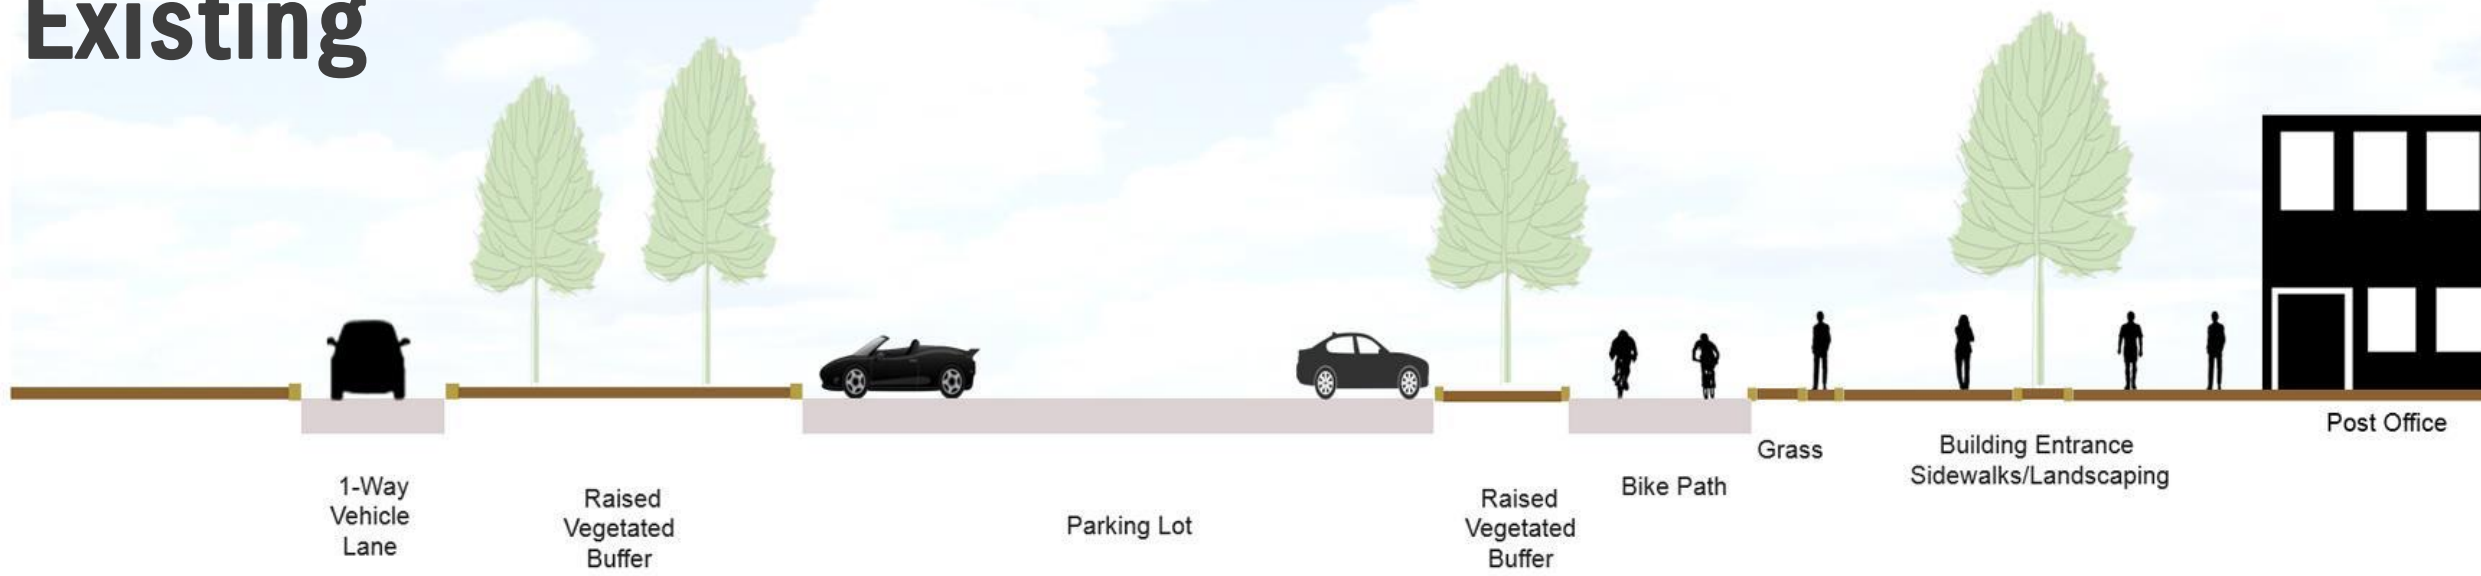 Existing
1-Way
Vehicle
Lane
Raised
Vegetated
Buffer
Parking Lot
Raised
Vegetated
Buffer
Bike Path
Grass
Building Entrance
Sidewalks/Landscaping
Post Office